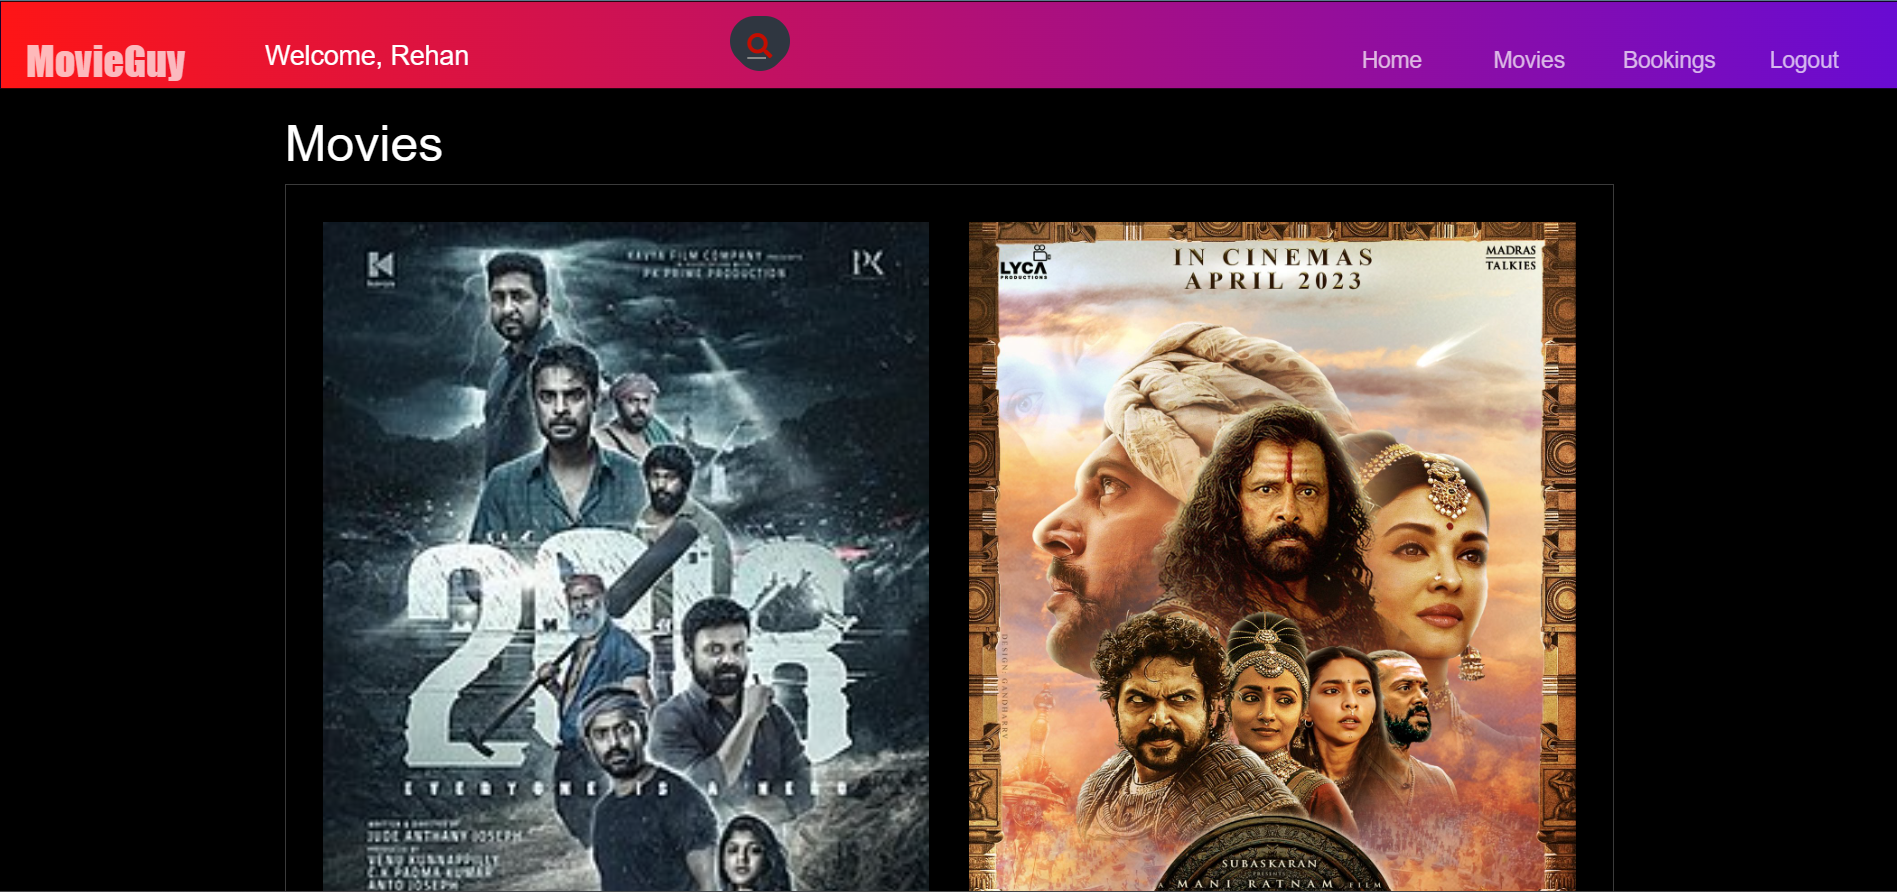 MovieGuy
Welcome, Rehan
Home
Movies
Bookings
Logout
Movies
KAVYA FILM COMPANY PRESENTS
PK PRIME PRODUCTION
PK
2018
EVERYONE IS A HERO
WRITTEN & DIRECTED BY
JUDE ANTHANY JOSEPH
PRODUCED BY
VENU KUNNAPPILLY
C.K PADMA KUMAR
ANTO JOSEPH
LYCA
PRODUCTIONS
IN CINEMAS
APRIL 2023
MADRAS
TALKIES
DESIGN GANDHARRV
SUBASKARAN
PRESENTS
A MANI RATNAM FILM